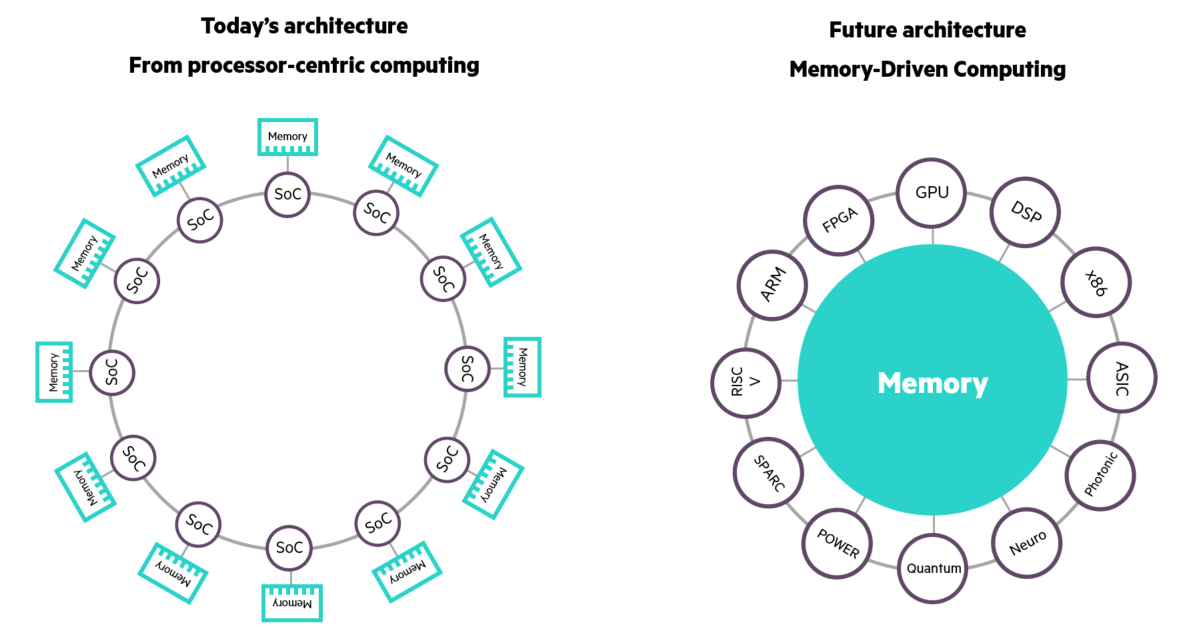 Today's architecture
From processor-centric computing
Memory
Memory
Memory
Memory
Memory
Memory
Memory
Memory
Memory
Memory
Memory
Memory
SoC
SoC
SoC
SoC
SoC
SoC
SoC
SoC
SoC
SoC
SoC
SoC
Future architecture
Memory-Driven Computing
GPU
DSP
x86
ASIC
Photonic
Neuro
Quantum
POWER
SPARC
RISC
V
ARM
FPGA
Memory